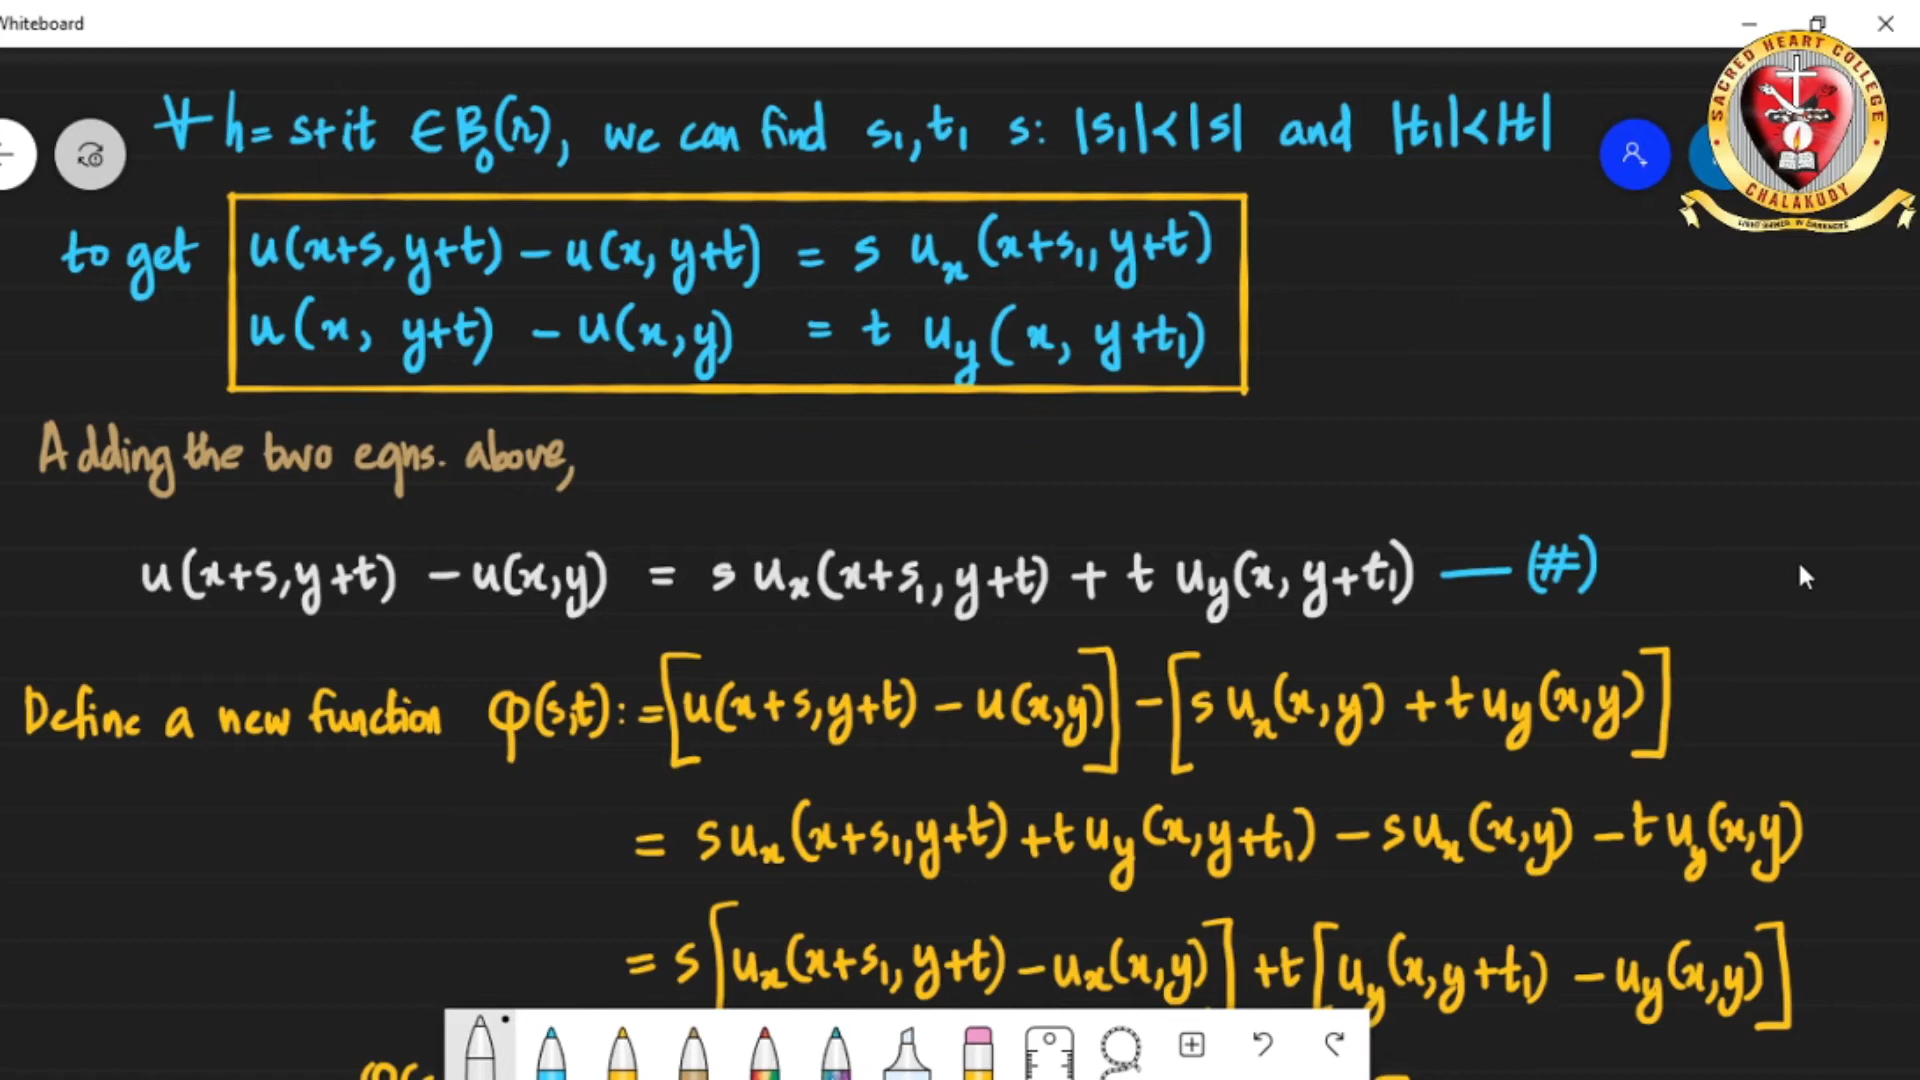 Whiteboard
SACRED HEART COLLEGE
CHALAKUDY
∀ h = s+it ∈ B₀(r), we can find s₁, t₁ s: |s₁|<|s| and |t₁|<|t|
to get u(x+s, y+t) − u(x, y+t) = s uₓ(x+s₁, y+t)
u(x, y+t) − u(x,y) = t u_y(x, y+t₁)
Adding the two eqns. above,
u(x+s, y+t) − u(x,y) = s uₓ(x+s₁, y+t) + t u_y(x, y+t₁) — (#)
Define a new function φ(s,t) := [u(x+s, y+t) − u(x,y)] − [s uₓ(x,y) + t u_y(x,y)]
= s uₓ(x+s₁, y+t) + t u_y(x, y+t₁) − s uₓ(x,y) − t u_y(x,y)
= s[uₓ(x+s₁, y+t) − uₓ(x,y)] + t[u_y(x, y+t₁) − u_y(x,y)]